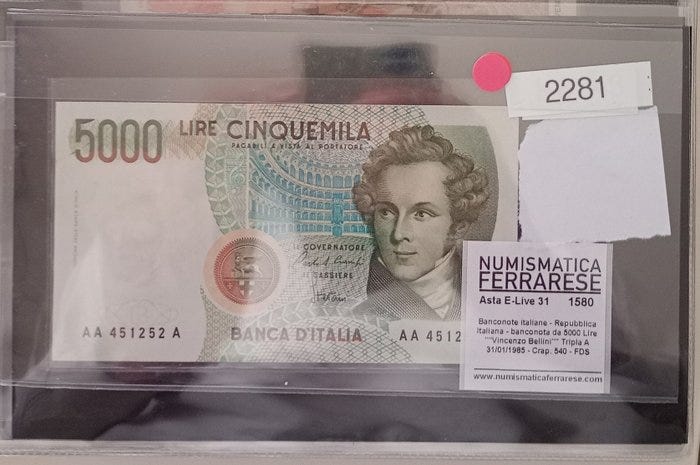 2281
5000 LIRE CINQUEMILA
PAGABILI A VISTA AL PORTATORE
IL GOVERNATORE
IL CASSIERE
AA 451252 A
BANCA D'ITALIA
AA 4512
NUMISMATICA
FERRARESE
Asta E-Live 31 1580
Banconote italiane - Repubblica
Italiana - banconota da 5000 Lire
""Vincenzo Bellini"" Tripla A
31/01/1985 - Crap. 540 - FDS
www.numismaticaferrarese.com